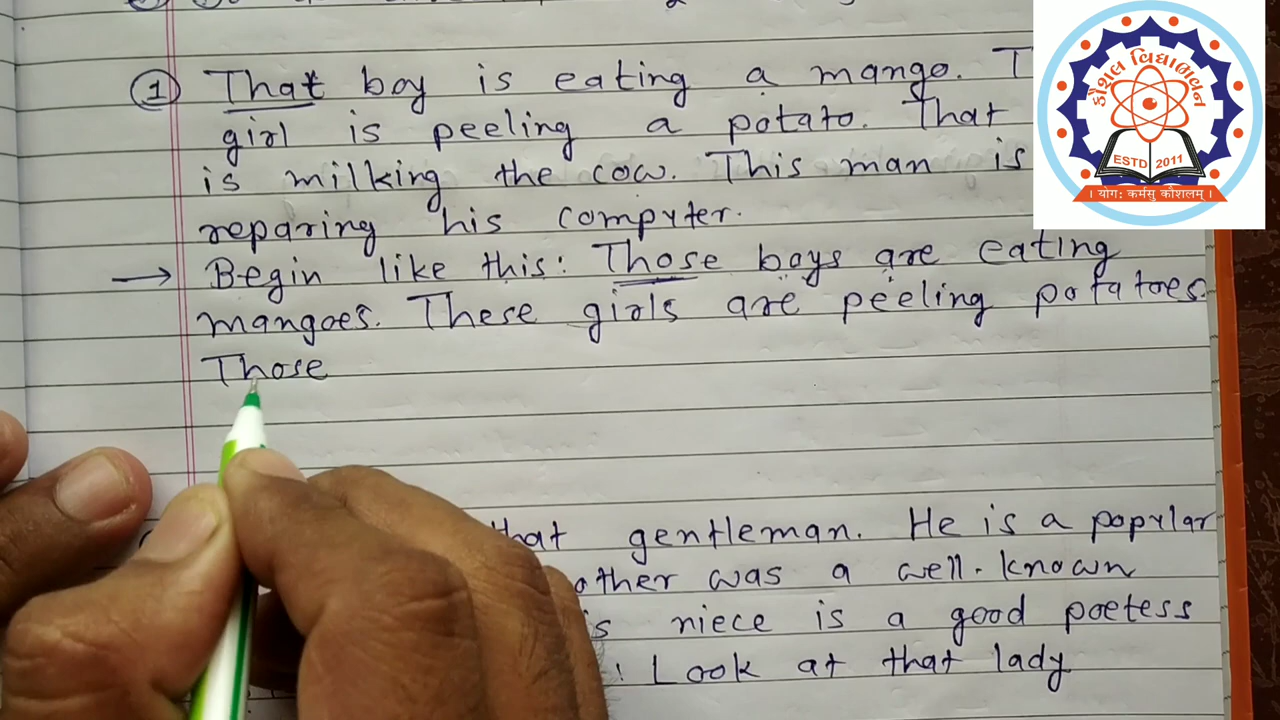 ① That boy is eating a mango. T
girl is peeling a potato. That
is milking the cow. This man is
reparing his computer.
→ Begin like this: Those boys are eating
mangoes. These girls are peeling potatoes.
Those
that gentleman. He is a popular
other was a well-known
is niece is a good poetess
: Look at that lady
કૌશલ વિદ્યાભવન
ESTD 2011
। योगः कर्मसु कौशलम् ।